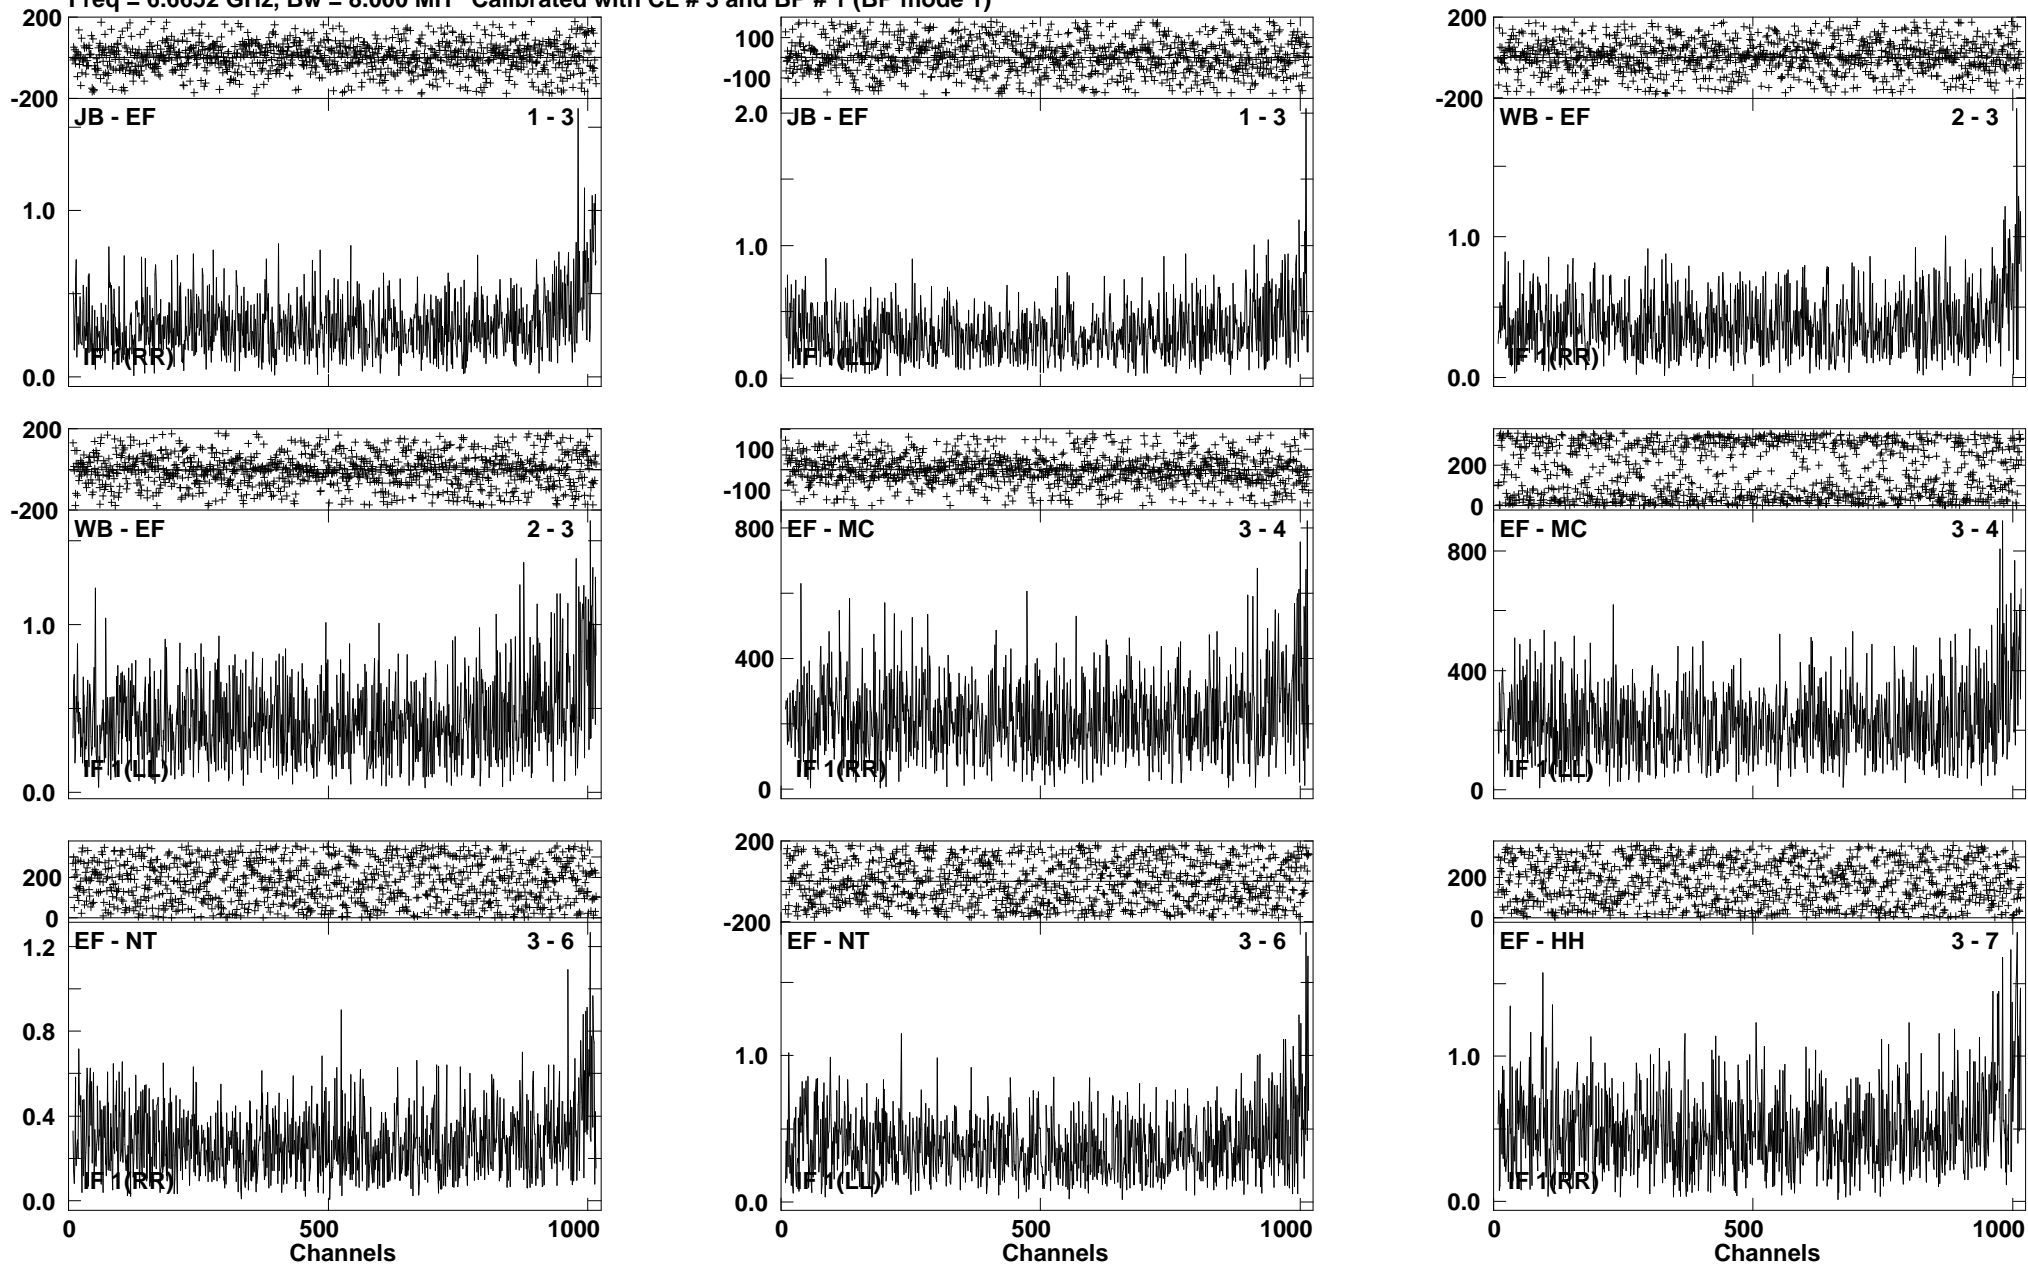 Freq = 6.6652 GHz, Bw = 8.000 MH Calibrated with CL # 3 and BP # 1 (BP mode 1)
200
-200
JB - EF 1 - 3
1.0
0.0
IF 1(RR)
100
-100
2.0
JB - EF 1 - 3
1.0
0.0
IF 1(LL)
200
-200
WB - EF 2 - 3
1.0
0.0
IF 1(RR)
200
-200
WB - EF 2 - 3
1.0
0.0
IF 1(LL)
100
-100
800
EF - MC 3 - 4
400
0
IF 1(RR)
200
0
EF - MC 3 - 4
800
400
0
IF 1(LL)
200
0
EF - NT 3 - 6
1.2
0.8
0.4
0.0
IF 1(RR)
0 500 1000
Channels
200
-200
EF - NT 3 - 6
1.0
0.0
IF 1(LL)
0 500 1000
Channels
200
0
EF - HH 3 - 7
1.0
0.0
IF 1(RR)
0 500 1000
Channels